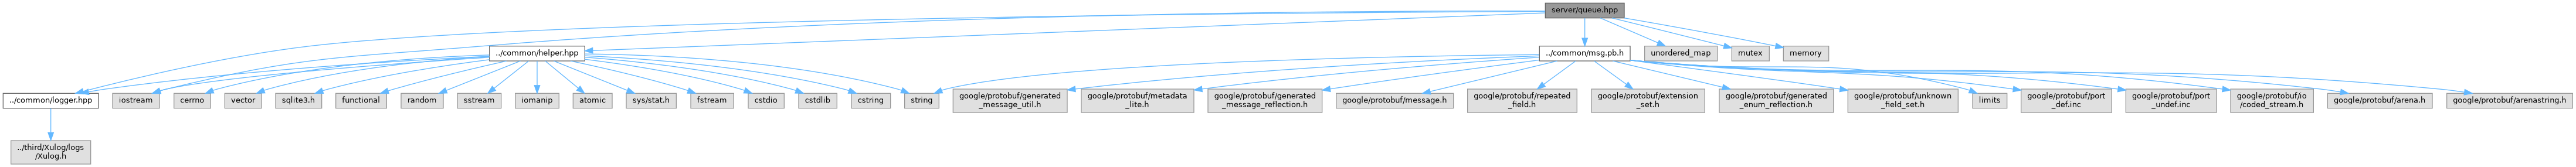 server/queue.hpp
../common/helper.hpp
../common/msg.pb.h
unordered_map
mutex
memory
../common/logger.hpp
iostream
cerrno
vector
sqlite3.h
functional
random
sstream
iomanip
atomic
sys/stat.h
fstream
cstdio
cstdlib
cstring
string
google/protobuf/generated
_message_util.h
google/protobuf/metadata
_lite.h
google/protobuf/generated
_message_reflection.h
google/protobuf/message.h
google/protobuf/repeated
_field.h
google/protobuf/extension
_set.h
google/protobuf/generated
_enum_reflection.h
google/protobuf/unknown
_field_set.h
limits
google/protobuf/port
_def.inc
google/protobuf/port
_undef.inc
google/protobuf/io
/coded_stream.h
google/protobuf/arena.h
google/protobuf/arenastring.h
../third/Xulog/logs
/Xulog.h